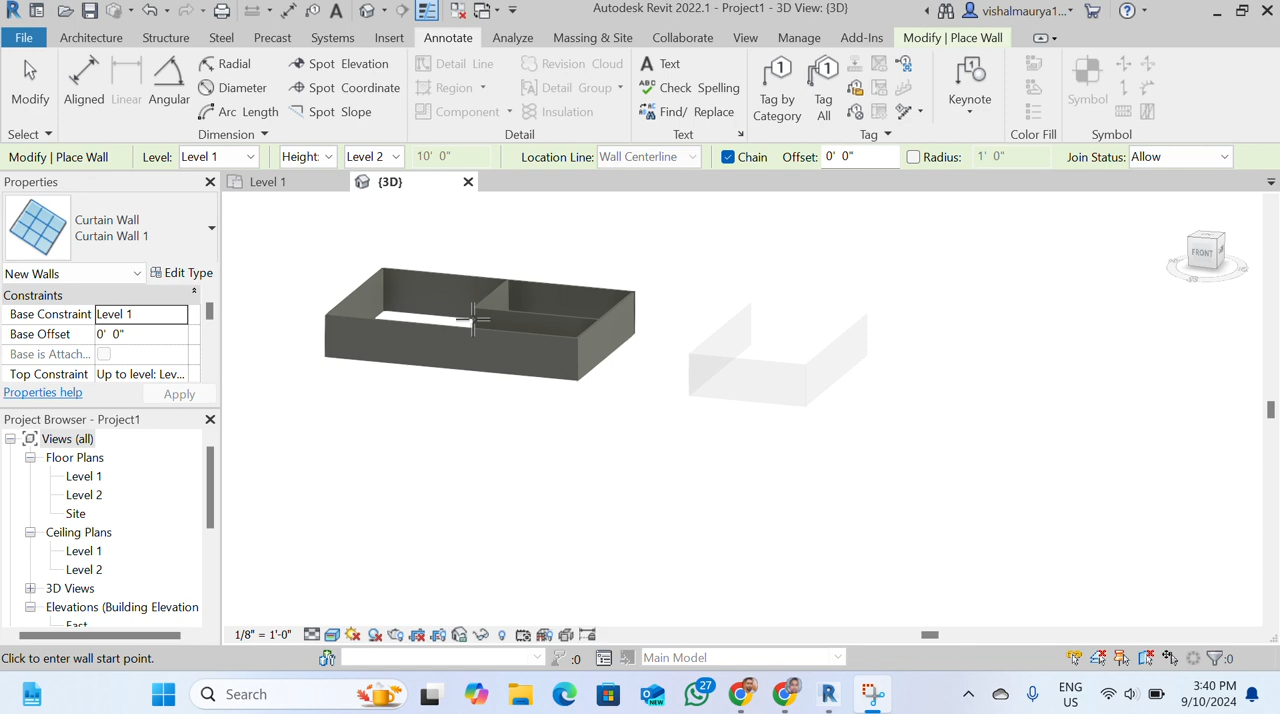 Autodesk Revit 2022.1 - Project1 - 3D View: {3D}
vishalmaurya1...
File Architecture Structure Steel Precast Systems Insert Annotate Analyze Massing & Site Collaborate View Manage Add-Ins Modify | Place Wall
Modify
Select
Aligned
Linear
Angular
Radial
Diameter
Arc Length
Spot Elevation
Spot Coordinate
Spot Slope
Dimension
Detail Line
Region
Component
Revision Cloud
Detail Group
Insulation
Detail
Text
Check Spelling
Find/ Replace
Text
Tag by Category
Tag All
Tag
Keynote
Color Fill
Symbol
Symbol
Modify | Place Wall Level: Level 1 Height: Level 2 10' 0" Location Line: Wall Centerline Chain Offset: 0' 0" Radius: 1' 0" Join Status: Allow
Properties
Level 1
{3D}
Curtain Wall
Curtain Wall 1
New Walls Edit Type
Constraints
Base Constraint Level 1
Base Offset 0' 0"
Base is Attach...
Top Constraint Up to level: Lev...
Properties help Apply
FRONT
Project Browser - Project1
Views (all)
Floor Plans
Level 1
Level 2
Site
Ceiling Plans
Level 1
Level 2
3D Views
Elevations (Building Elevation
East
1/8" = 1'-0"
Click to enter wall start point.
:0
Main Model
:0
Search
27
ENG
US
3:40 PM
9/10/2024